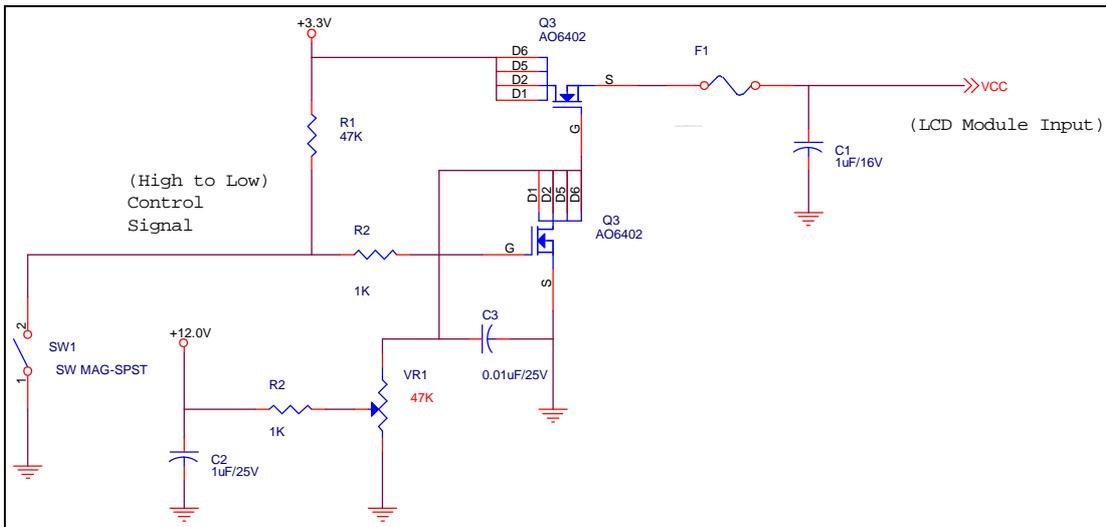 +3.3V
Q3
AO6402
D6
D5
D2
D1
S
G
F1
VCC
(LCD Module Input)
C1
1uF/16V
R1
47K
(High to Low)
Control
Signal
D1
D2
D5
D6
Q3
AO6402
R2
1K
G
S
2
1
SW1
SW MAG-SPST
+12.0V
C3
0.01uF/25V
VR1
47K
R2
1K
C2
1uF/25V